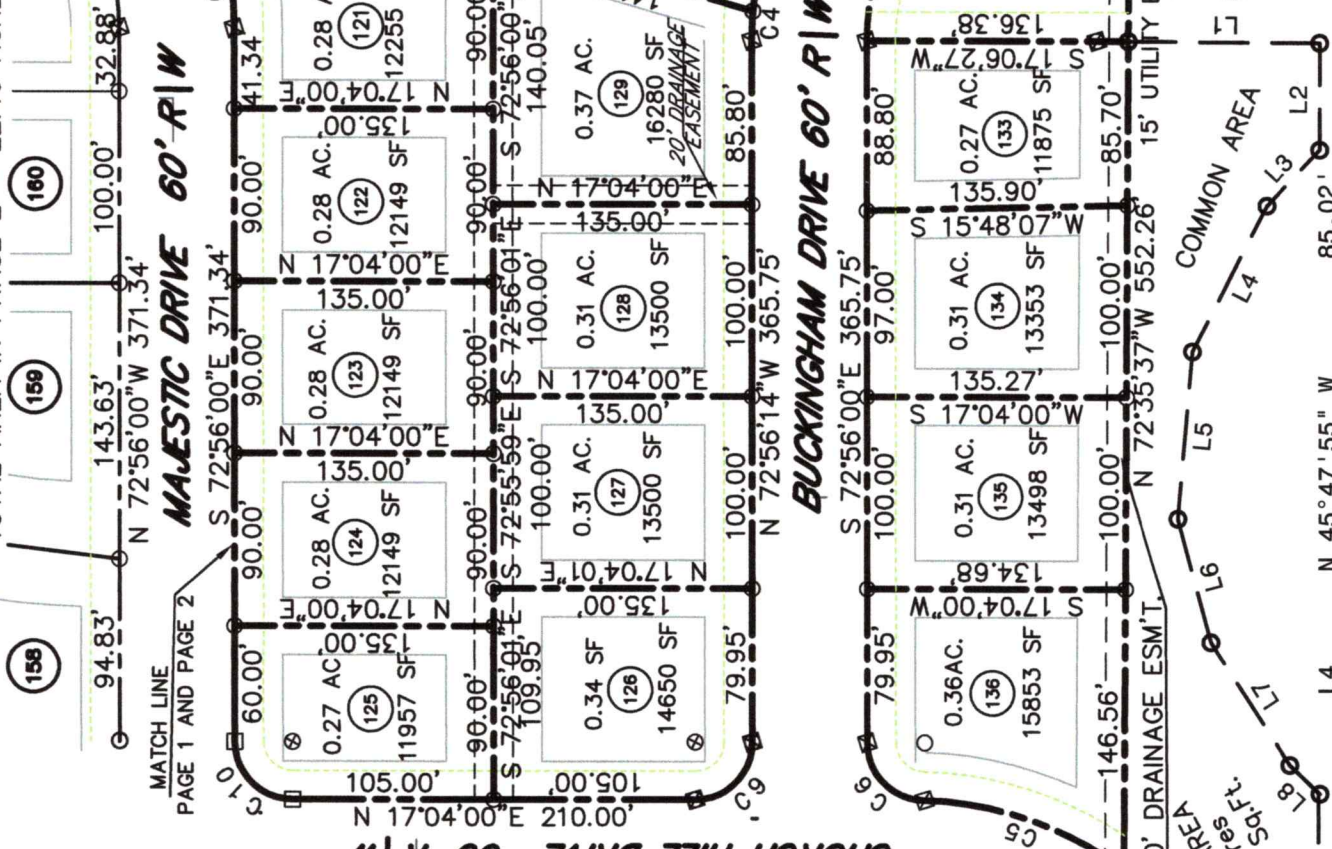 160
159
158
32.88'
100.00'
143.63'
94.83'
N 72°56'00"W 371.34'
MAJESTIC DRIVE 60' R|W
MATCH LINE
PAGE 1 AND PAGE 2
S 72°56'00"E 371.34'
41.34
90.00'
90.00'
90.00'
60.00'
C10
0.28 AC.
121
12255
N 17°04'00"E
135.00'
0.28 AC.
122
12149 SF
N 17°04'00"E
135.00'
0.28 AC.
123
12149 SF
N 17°04'00"E
135.00'
0.28 AC.
124
12149 SF
N 17°04'00"E
135.00'
0.27 AC
125
11957 SF
105.00'
90.00'
90.00'
90.00'
90.00'
90.00'
S 72°56'00"
S 72°56'01"E
S 72°55'59"E
S 72°56'01"E
140.05'
100.00'
100.00'
109.95'
0.37 AC.
129
16280 SF
20' DRAINAGE
EASEMENT
N 17°04'00"E
135.00'
0.31 AC.
128
13500 SF
N 17°04'00"E
135.00'
0.31 AC.
127
13500 SF
N 17°04'01"E
135.00'
0.34 SF
126
14650 SF
105.00'
N 17°04'00"E 210.00'
C4
85.80'
100.00'
100.00'
79.95'
C9
N 72°56'14"W 365.75'
BUCKINGHAM DRIVE 60' R|W
S 72°56'00"E 365.75'
88.80'
97.00'
100.00'
79.95'
C6
C5
136.38'
S 17°06'27"W
0.27 AC.
133
11875 SF
135.90'
S 15°48'07"W
0.31 AC.
134
13353 SF
135.27'
S 17°04'00"W
0.31 AC.
135
13498 SF
134.68'
S 17°04'00"W
0.36AC.
136
15853 SF
85.70'
100.00'
100.00'
146.56'
15' UTILITY
N 72°35'37"W 552.26'
DRAINAGE ESM'T.
COMMON AREA
L1
L2
L3
L4
L5
L6
L7
L8
85.02'
N 45°47'55" W
L4
Sq.Ft.